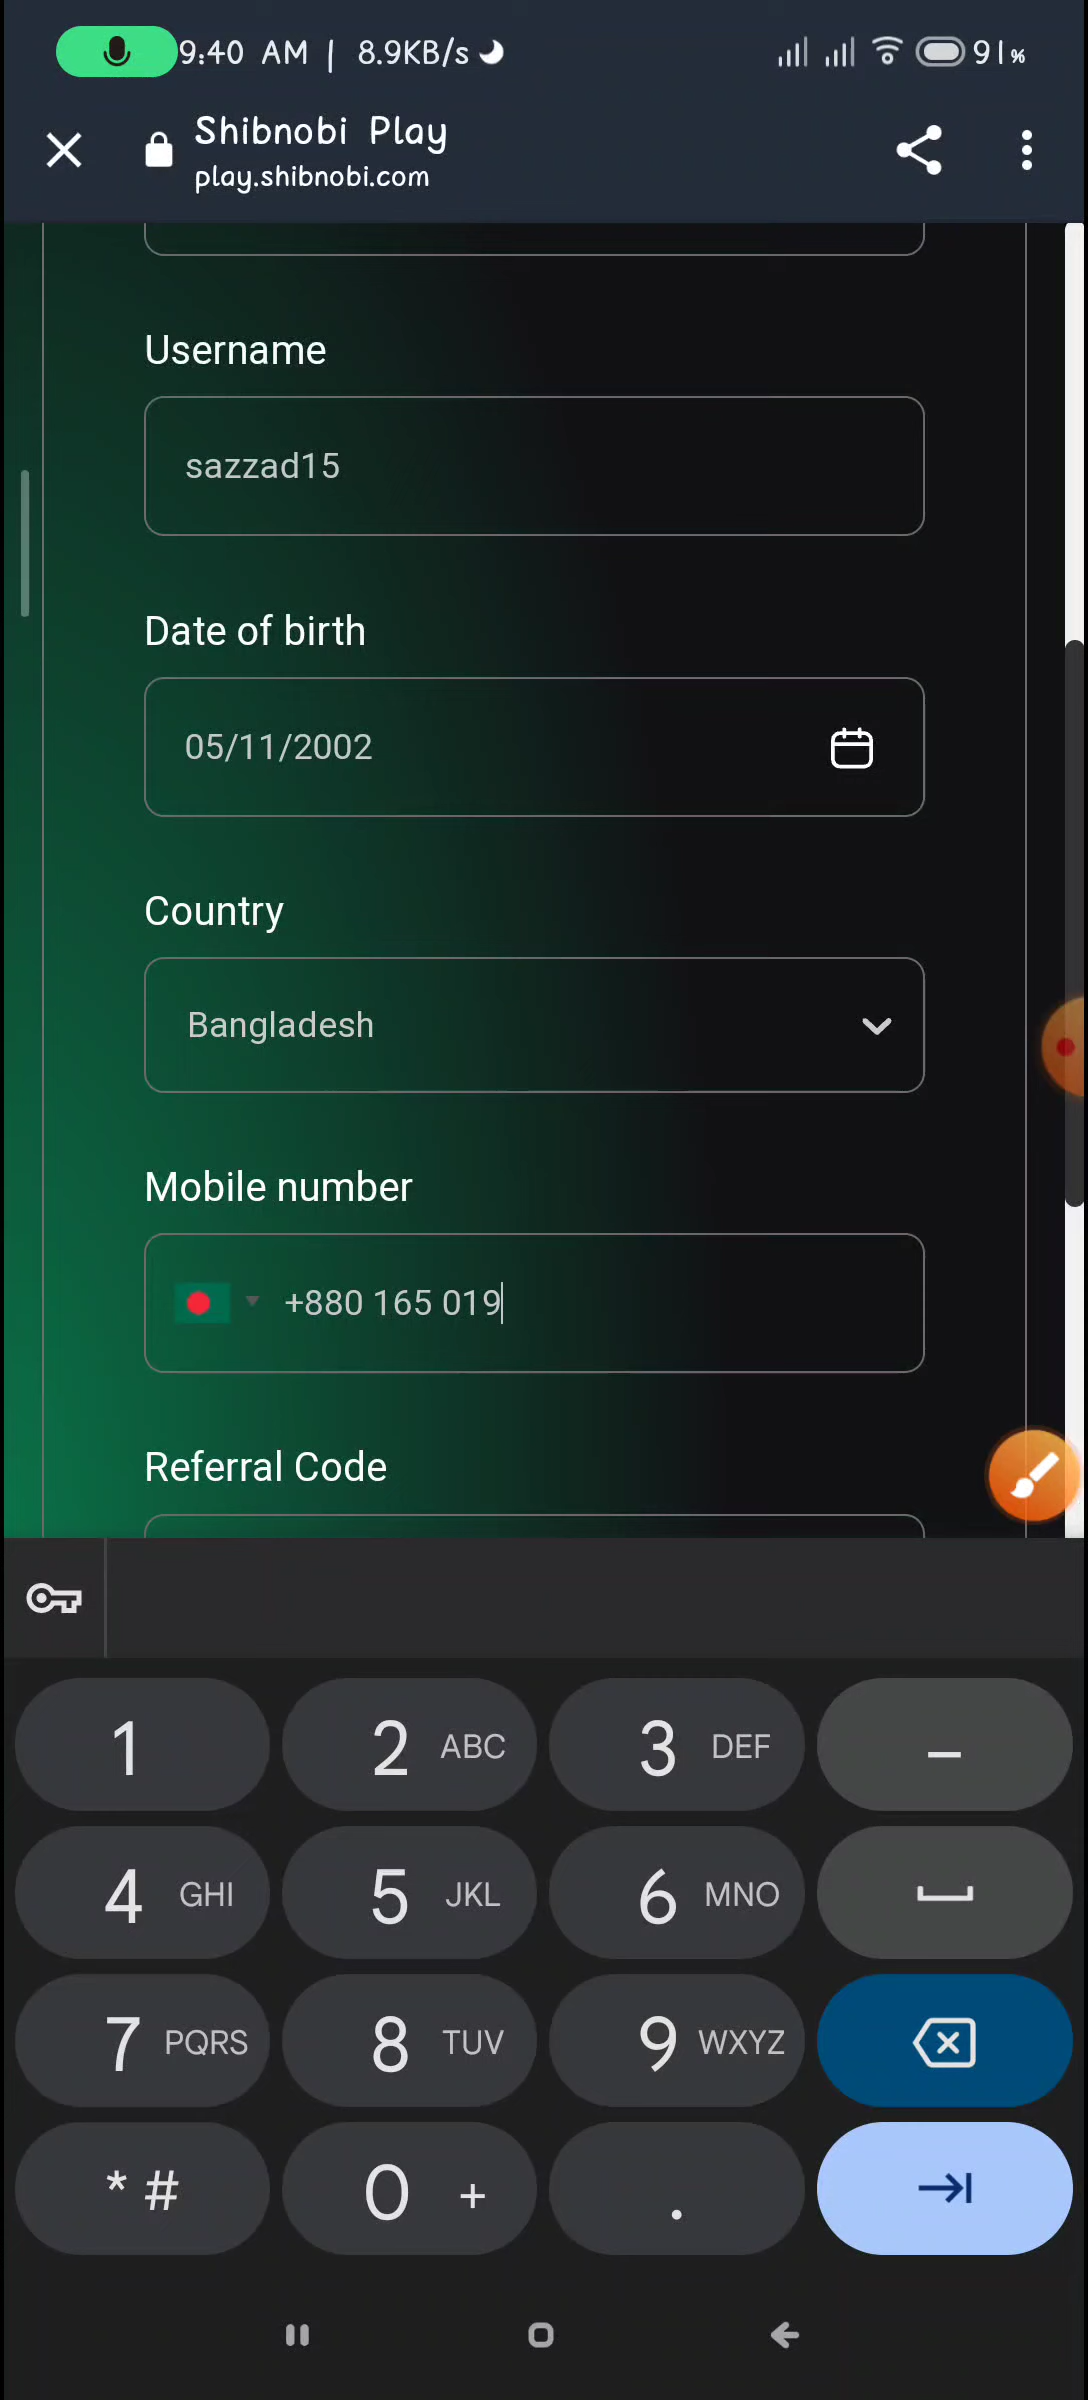 9:40 AM | 8.9KB/s
91%
Shibnobi Play
play.shibnobi.com
Username
sazzad15
Date of birth
05/11/2002
Country
Bangladesh
Mobile number
+880 165 019
Referral Code
1 2 ABC 3 DEF –
4 GHI 5 JKL 6 MNO
7 PQRS 8 TUV 9 WXYZ
* # 0 + .